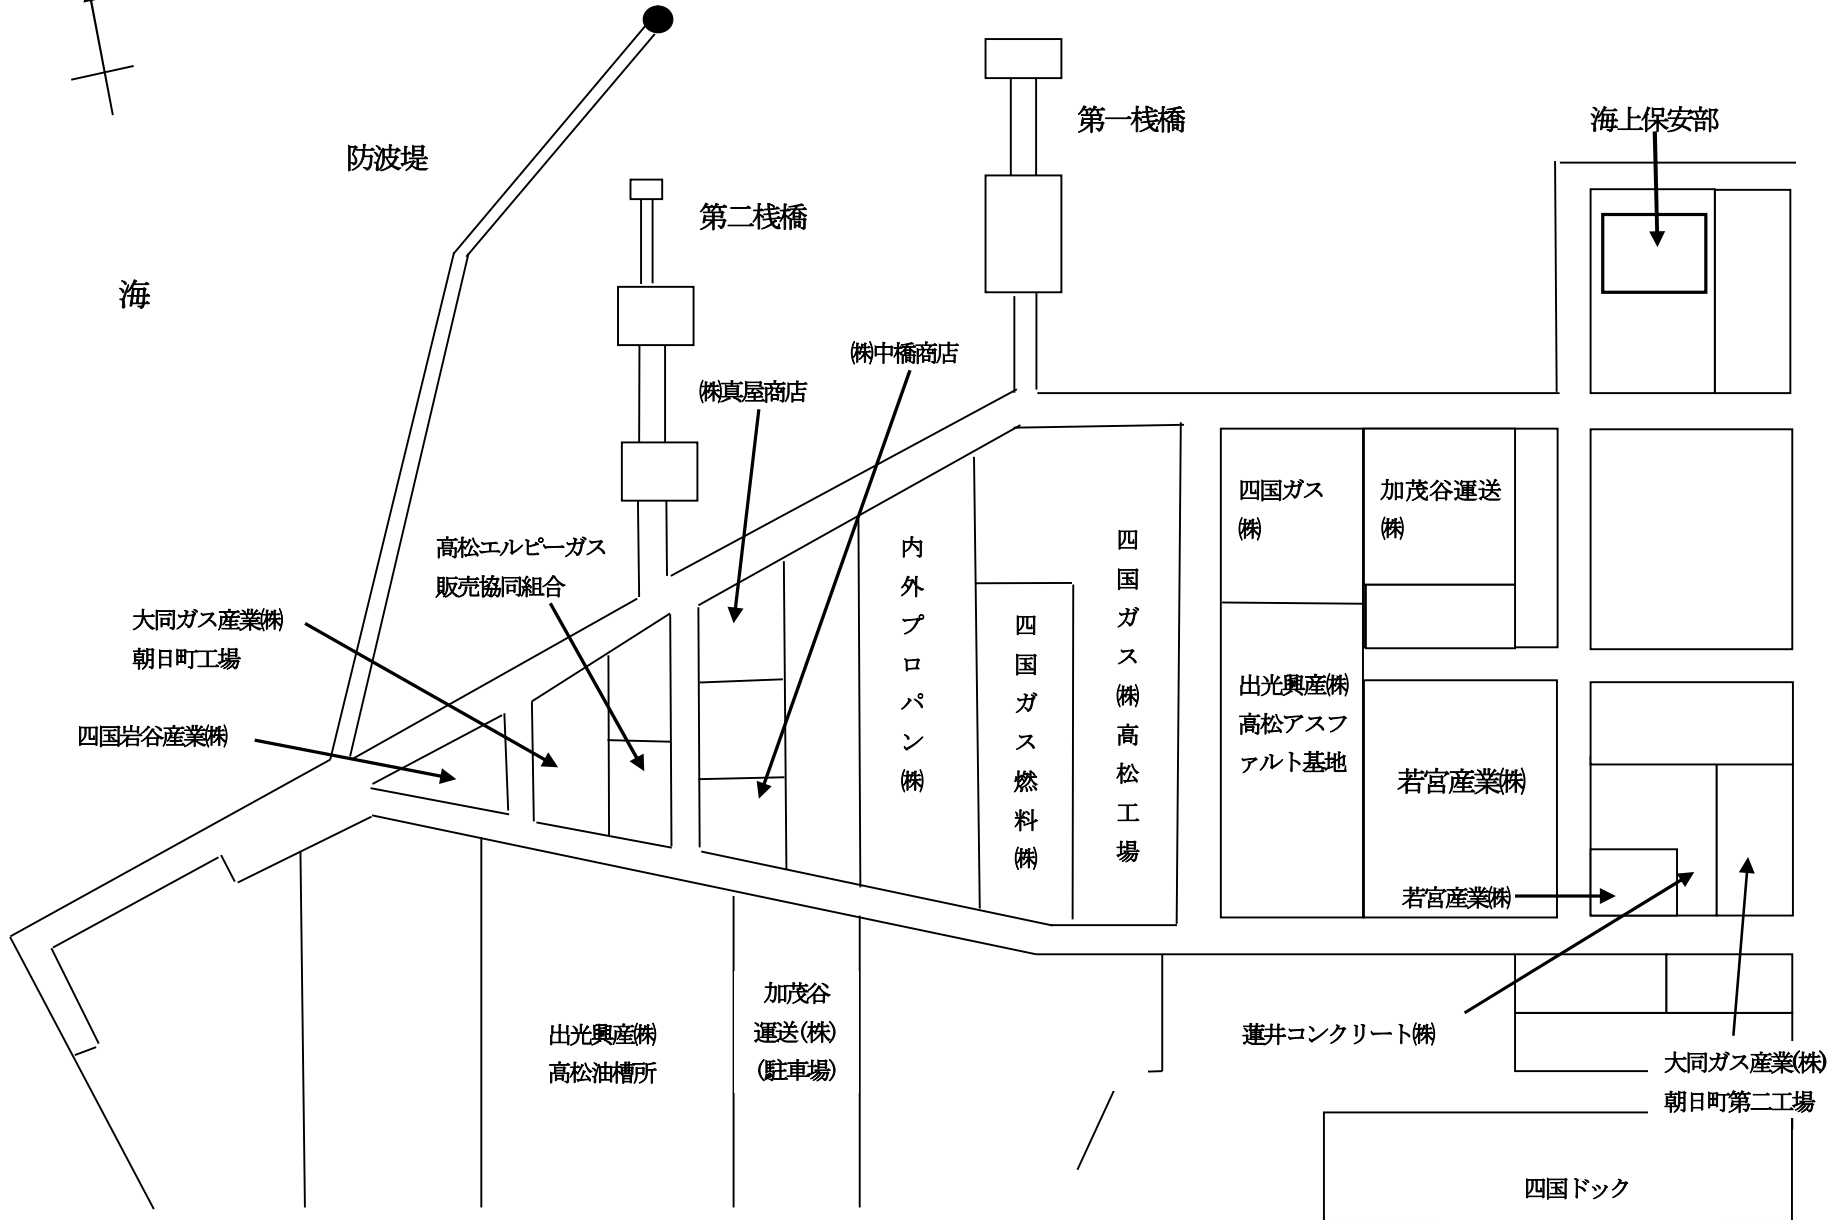 防波堤
第一桟橋
海上保安部
第二桟橋
海
㈱中橋商店
㈱真屋商店
高松エルピーガス
販売協同組合
大同ガス産業㈱
朝日町工場
四国岩谷産業㈱
内外プロパン㈱
四国ガス燃料㈱
四国ガス㈱高松工場
四国ガス
㈱
加茂谷運送
㈱
出光興産㈱
高松アスフ
ァルト基地
若宮産業㈱
若宮産業㈱
加茂谷
運送(株)
(駐車場)
出光興産㈱
高松油槽所
蓮井コンクリート㈱
大同ガス産業(株)
朝日町第二工場
四国ドック